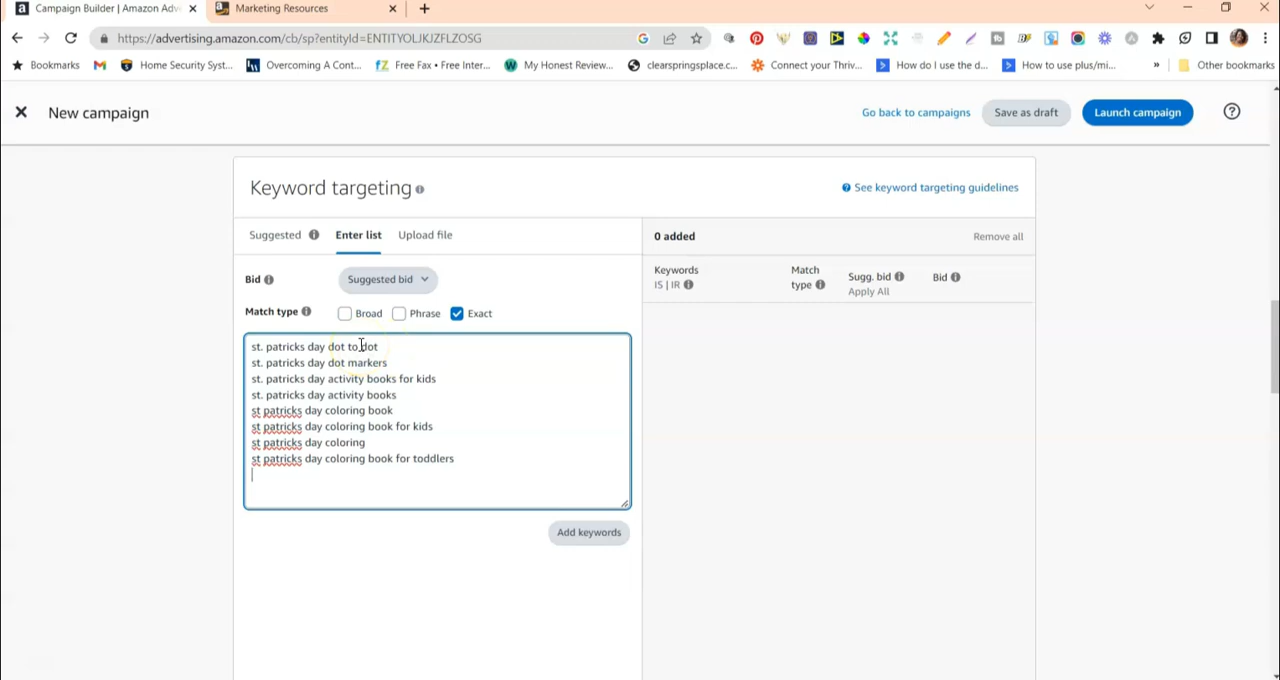 Campaign Builder | Amazon Adv
Marketing Resources
https://advertising.amazon.com/cb/sp?entityId=ENTITYOLJKJZFLZOSG
Bookmarks
Home Security Syst...
Overcoming A Cont...
Free Fax • Free Inter...
My Honest Review...
clearspringsplace.c...
Connect your Thriv...
How do I use the d...
How to use plus/mi...
»
Other bookmarks
New campaign
Go back to campaigns
Save as draft
Launch campaign
Keyword targeting
See keyword targeting guidelines
Suggested
Enter list
Upload file
0 added
Remove all
Bid
Suggested bid
Keywords
IS | IR
Match
type
Sugg. bid
Apply All
Bid
Match type
Broad
Phrase
Exact
st. patricks day dot to dot
st. patricks day dot markers
st. patricks day activity books for kids
st. patricks day activity books
st patricks day coloring book
st patricks day coloring book for kids
st patricks day coloring
st patricks day coloring book for toddlers
Add keywords